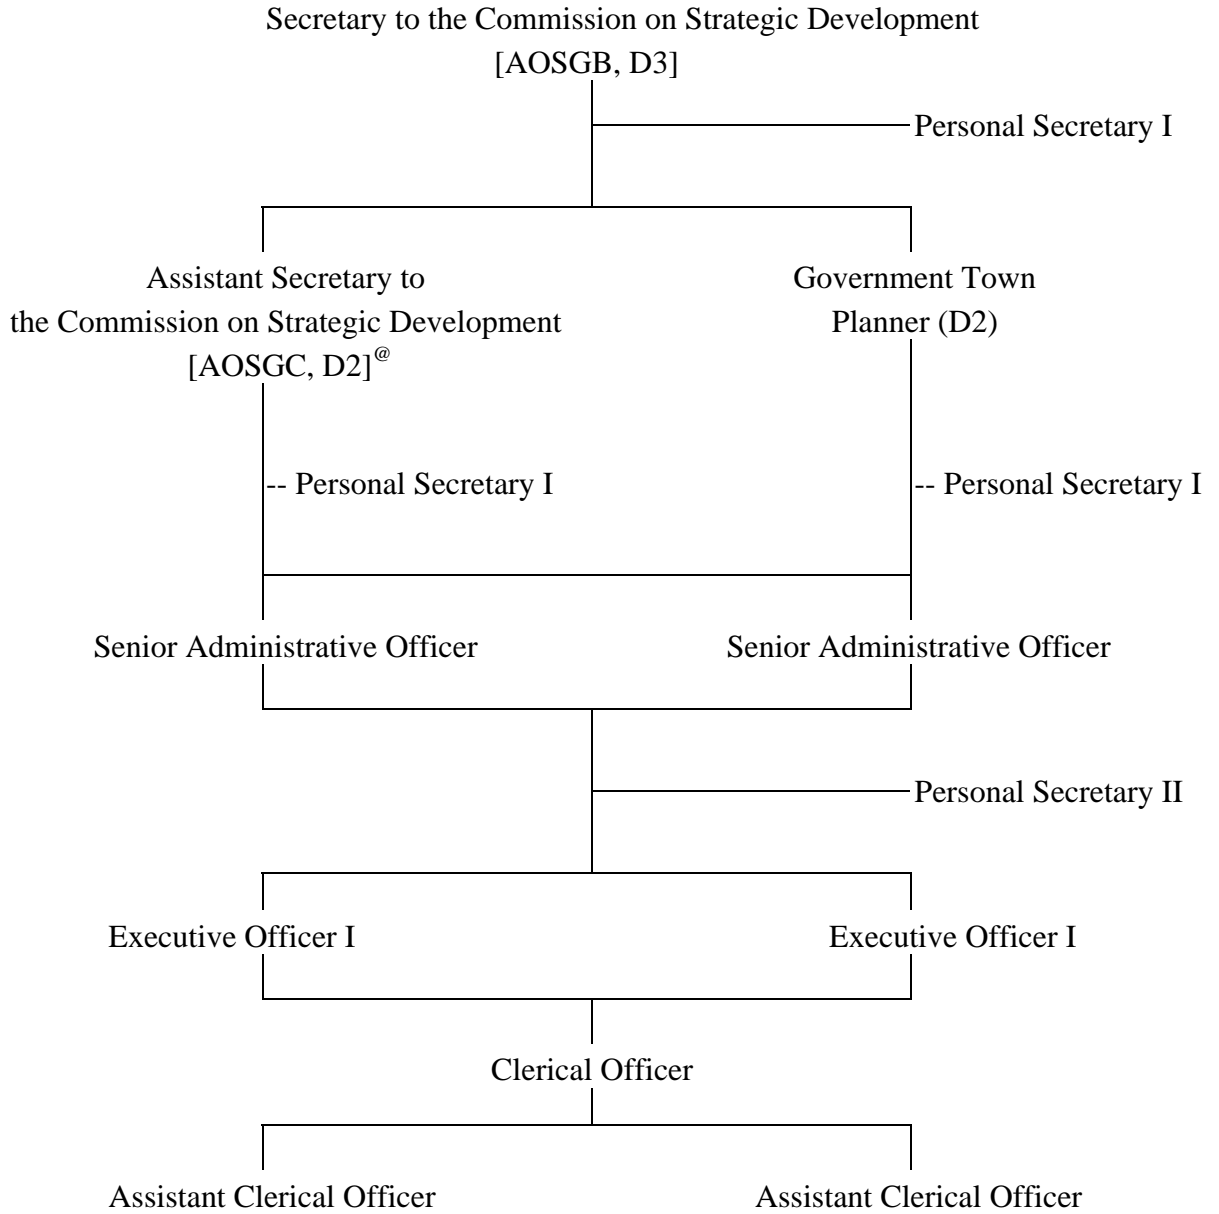 Secretary to the Commission on Strategic Development
[AOSGB, D3]
Personal Secretary I
Assistant Secretary to
the Commission on Strategic Development
[AOSGC, D2]@
Government Town
Planner (D2)
-- Personal Secretary I
-- Personal Secretary I
Senior Administrative Officer
Senior Administrative Officer
Personal Secretary II
Executive Officer I
Executive Officer I
Clerical Officer
Assistant Clerical Officer
Assistant Clerical Officer